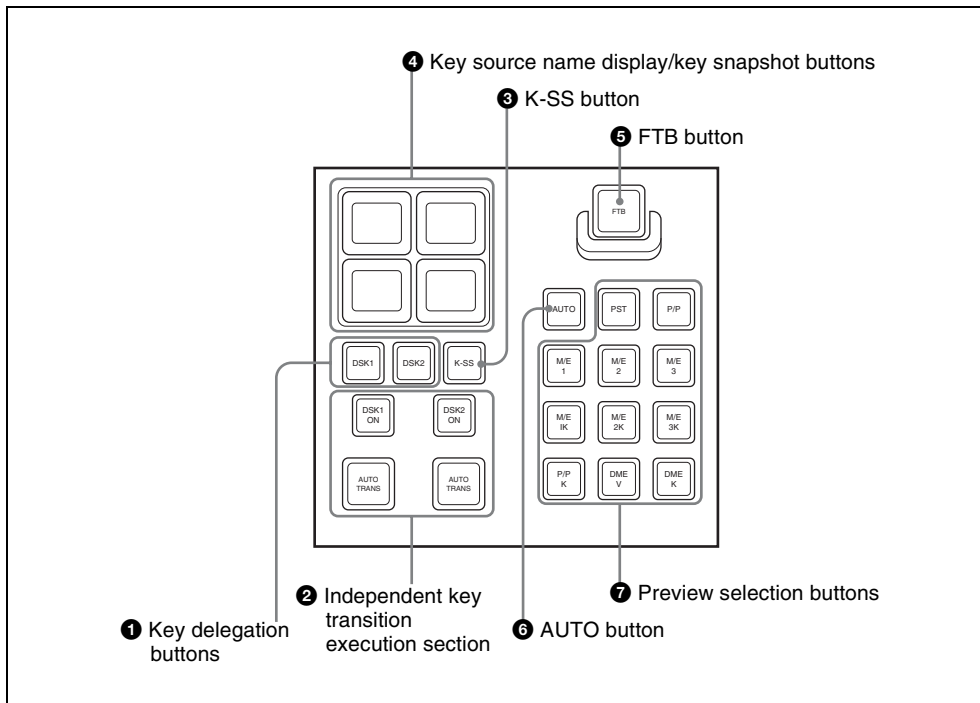 ❹ Key source name display/key snapshot buttons
❸ K-SS button
❺ FTB button
FTB
AUTO
PST
P/P
DSK1
DSK2
K-SS
M/E
1
M/E
2
M/E
3
DSK1
ON
DSK2
ON
M/E
IK
M/E
2K
M/E
3K
AUTO
TRANS
AUTO
TRANS
P/P
K
DME
V
DME
K
❷ Independent key
transition
execution section
❼ Preview selection buttons
❶ Key delegation
buttons
❻ AUTO button